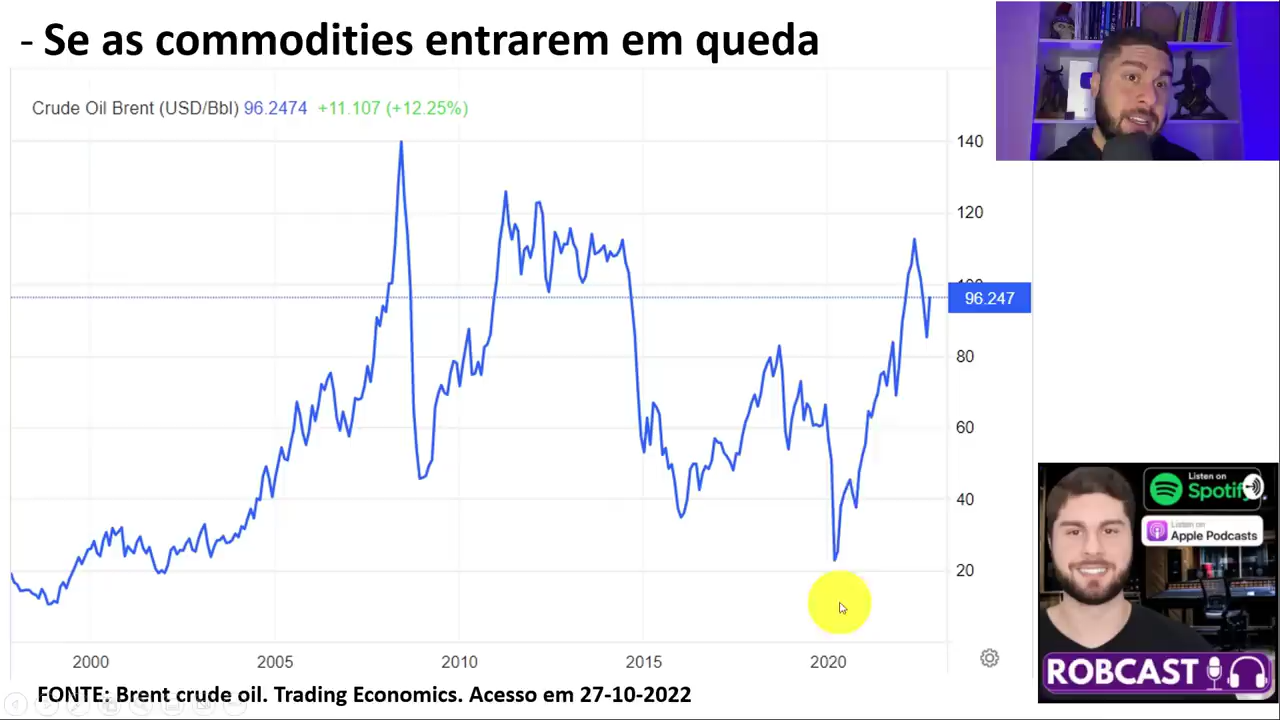 - Se as commodities entrarem em queda
Crude Oil Brent (USD/Bbl) 96.2474 +11.107 (+12.25%)
140
120
100
96.247
80
60
40
20
2000 2005 2010 2015 2020
FONTE: Brent crude oil. Trading Economics. Acesso em 27-10-2022
Listen on
Spotify
Listen on
Apple Podcasts
ROBCAST